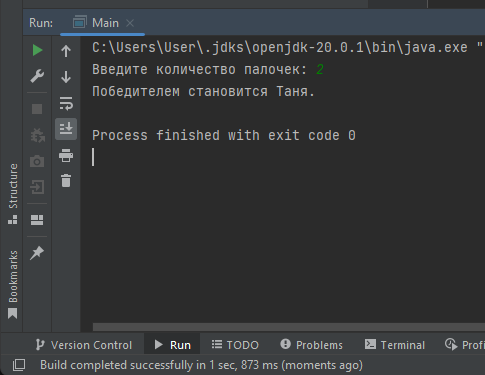 Run:
Main
C:\Users\User\.jdks\openjdk-20.0.1\bin\java.exe "
Введите количество палочек: 2
Победителем становится Таня.
Process finished with exit code 0
Structure
Bookmarks
Version Control
Run
TODO
Problems
Terminal
Profi
Build completed successfully in 1 sec, 873 ms (moments ago)